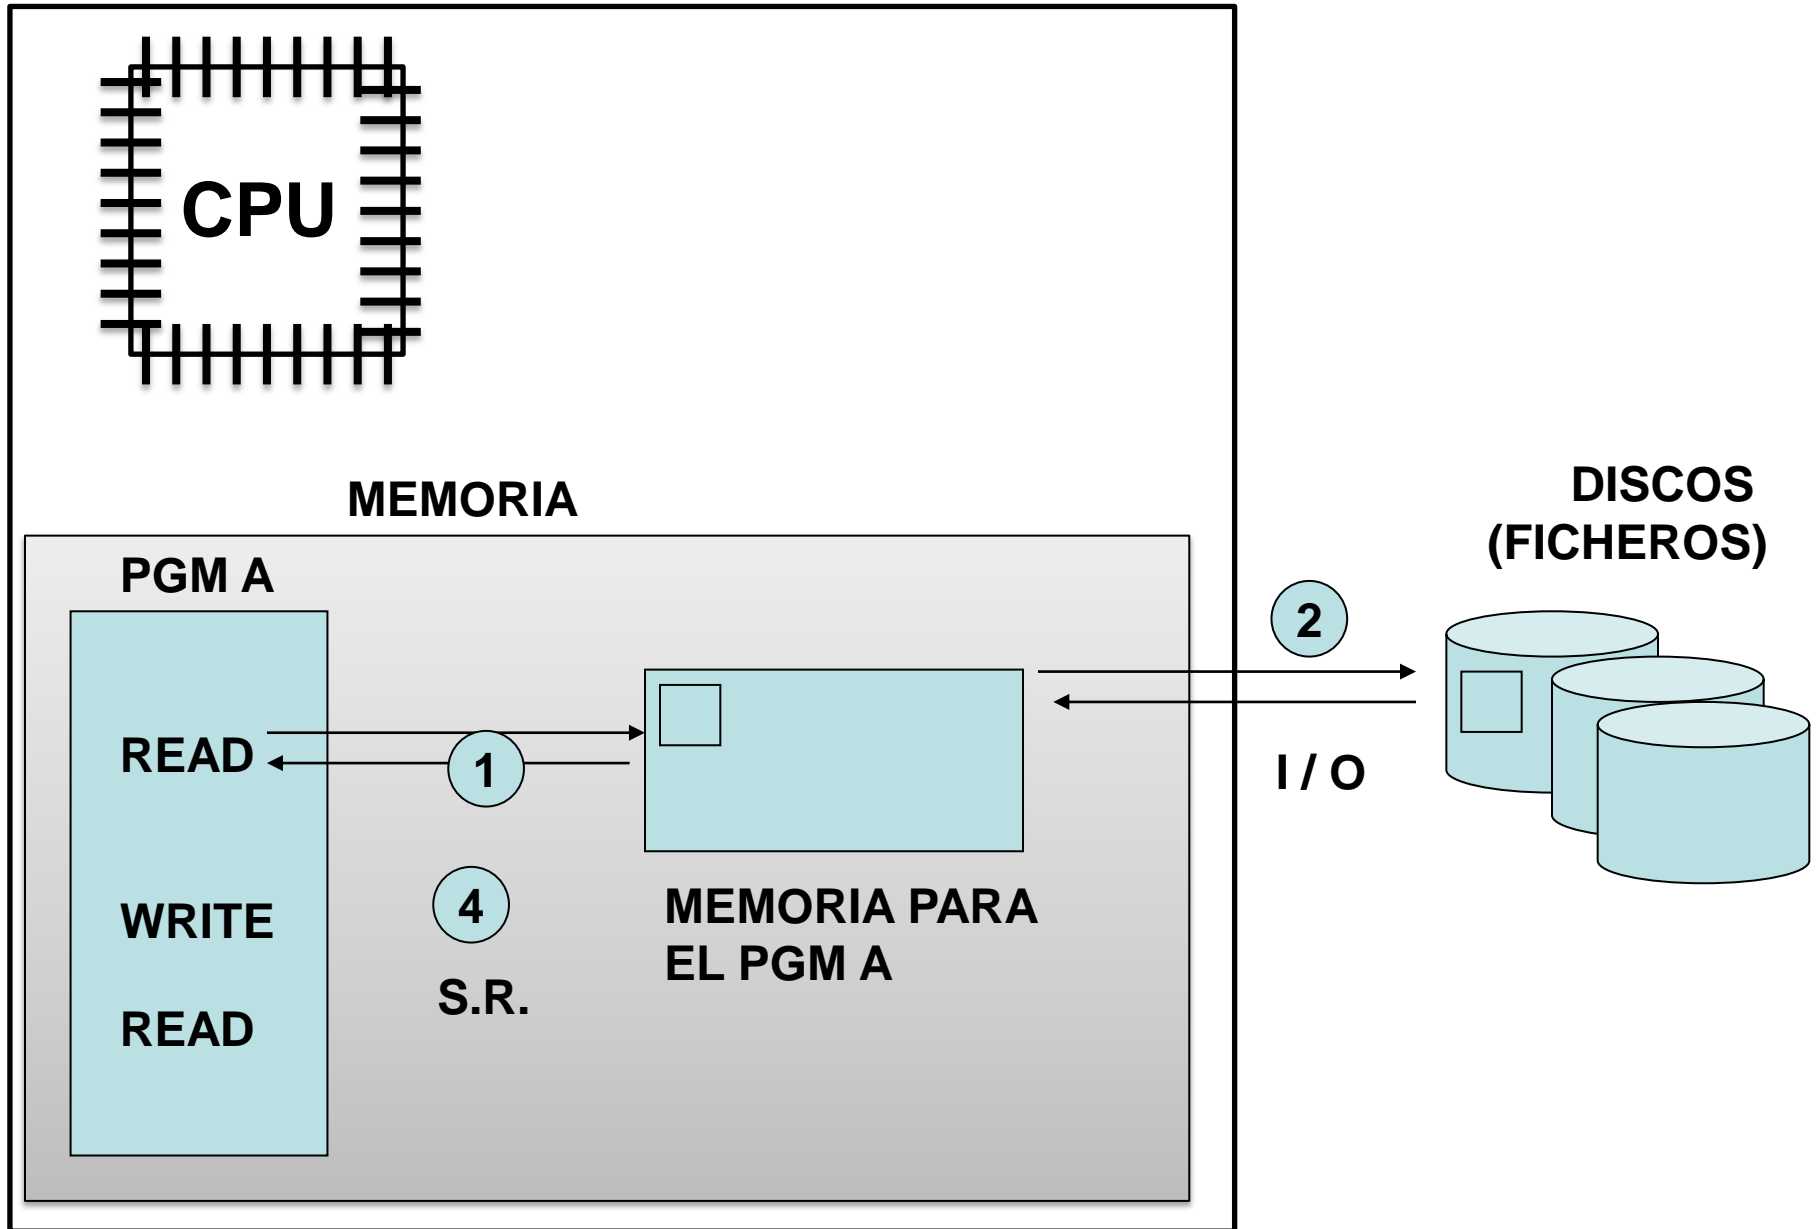 CPU
MEMORIA
DISCOS
(FICHEROS)
PGM A
2
READ
1
I / O
4
WRITE
MEMORIA PARA
EL PGM A
S.R.
READ